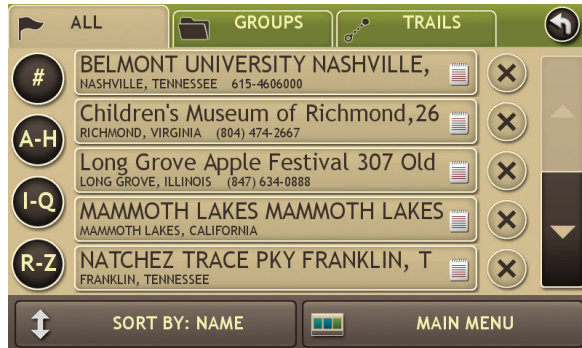 ALL
GROUPS
TRAILS
#
BELMONT UNIVERSITY NASHVILLE,
NASHVILLE, TENNESSEE 615-4606000
A-H
Children's Museum of Richmond,26
RICHMOND, VIRGINIA (804) 474-2667
Long Grove Apple Festival 307 Old
LONG GROVE, ILLINOIS (847) 634-0888
I-Q
MAMMOTH LAKES MAMMOTH LAKES
MAMMOTH LAKES, CALIFORNIA
R-Z
NATCHEZ TRACE PKY FRANKLIN, T
FRANKLIN, TENNESSEE
SORT BY: NAME
MAIN MENU